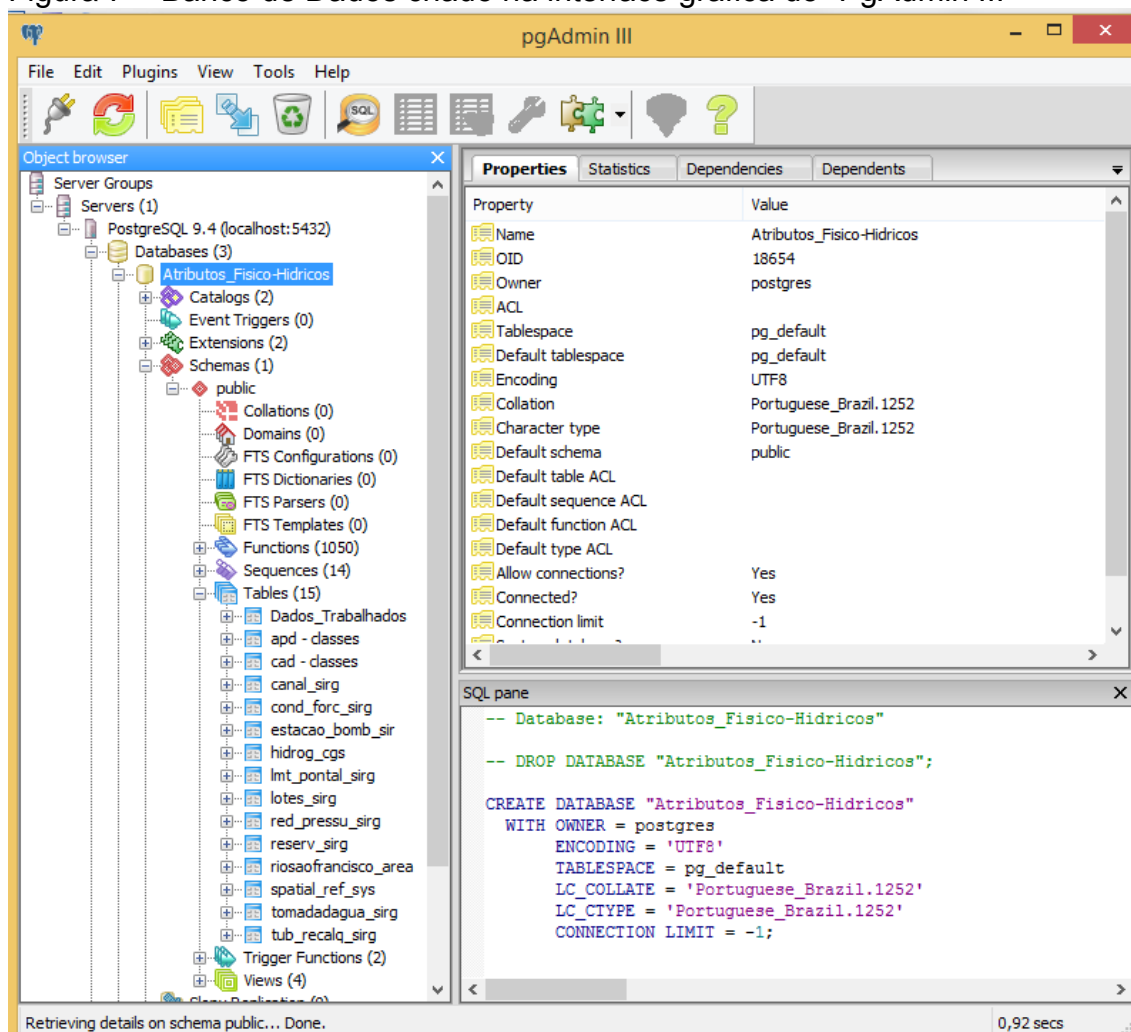 pgAdmin III
File Edit Plugins View Tools Help
SQL
Object browser
Server Groups
Servers (1)
PostgreSQL 9.4 (localhost:5432)
Databases (3)
Atributos_Fisico-Hidricos
Catalogs (2)
Event Triggers (0)
Extensions (2)
Schemas (1)
public
Collations (0)
Domains (0)
FTS Configurations (0)
FTS Dictionaries (0)
FTS Parsers (0)
FTS Templates (0)
Functions (1050)
Sequences (14)
Tables (15)
Dados_Trabalhados
apd - classes
cad - classes
canal_sirg
cond_forc_sirg
estacao_bomb_sir
hidrog_cgs
lmt_pontal_sirg
lotes_sirg
red_pressu_sirg
reserv_sirg
riosaofrancisco_area
spatial_ref_sys
tomadadagua_sirg
tub_recalq_sirg
Trigger Functions (2)
Views (4)
Properties Statistics Dependencies Dependents
Property Value
Name Atributos_Fisico-Hidricos
OID 18654
Owner postgres
ACL
Tablespace pg_default
Default tablespace pg_default
Encoding UTF8
Collation Portuguese_Brazil.1252
Character type Portuguese_Brazil.1252
Default schema public
Default table ACL
Default sequence ACL
Default function ACL
Default type ACL
Allow connections? Yes
Connected? Yes
Connection limit -1
SQL pane
-- Database: "Atributos_Fisico-Hidricos"
-- DROP DATABASE "Atributos_Fisico-Hidricos";
CREATE DATABASE "Atributos_Fisico-Hidricos"
WITH OWNER = postgres
ENCODING = 'UTF8'
TABLESPACE = pg_default
LC_COLLATE = 'Portuguese_Brazil.1252'
LC_CTYPE = 'Portuguese_Brazil.1252'
CONNECTION LIMIT = -1;
Retrieving details on schema public... Done. 0,92 secs